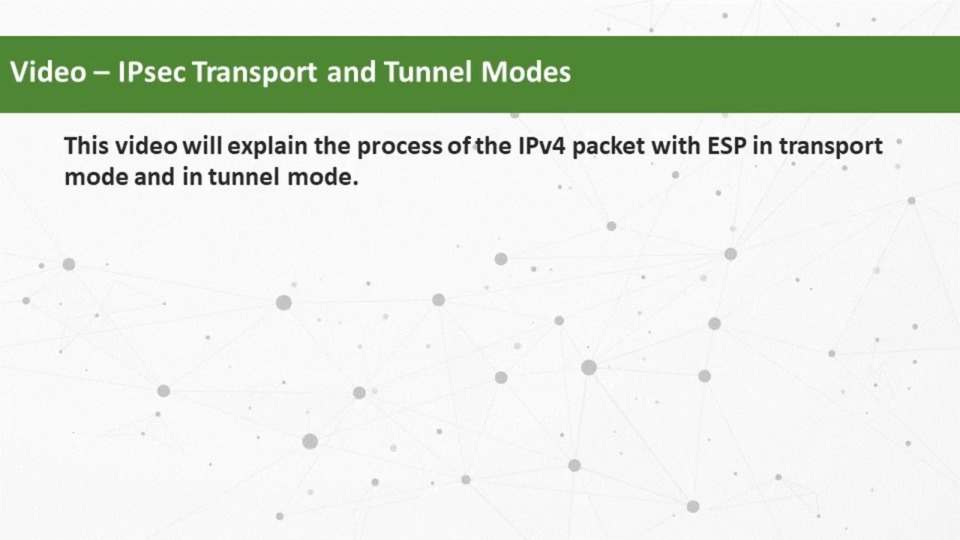 Video – IPsec Transport and Tunnel Modes
This video will explain the process of the IPv4 packet with ESP in transport
mode and in tunnel mode.